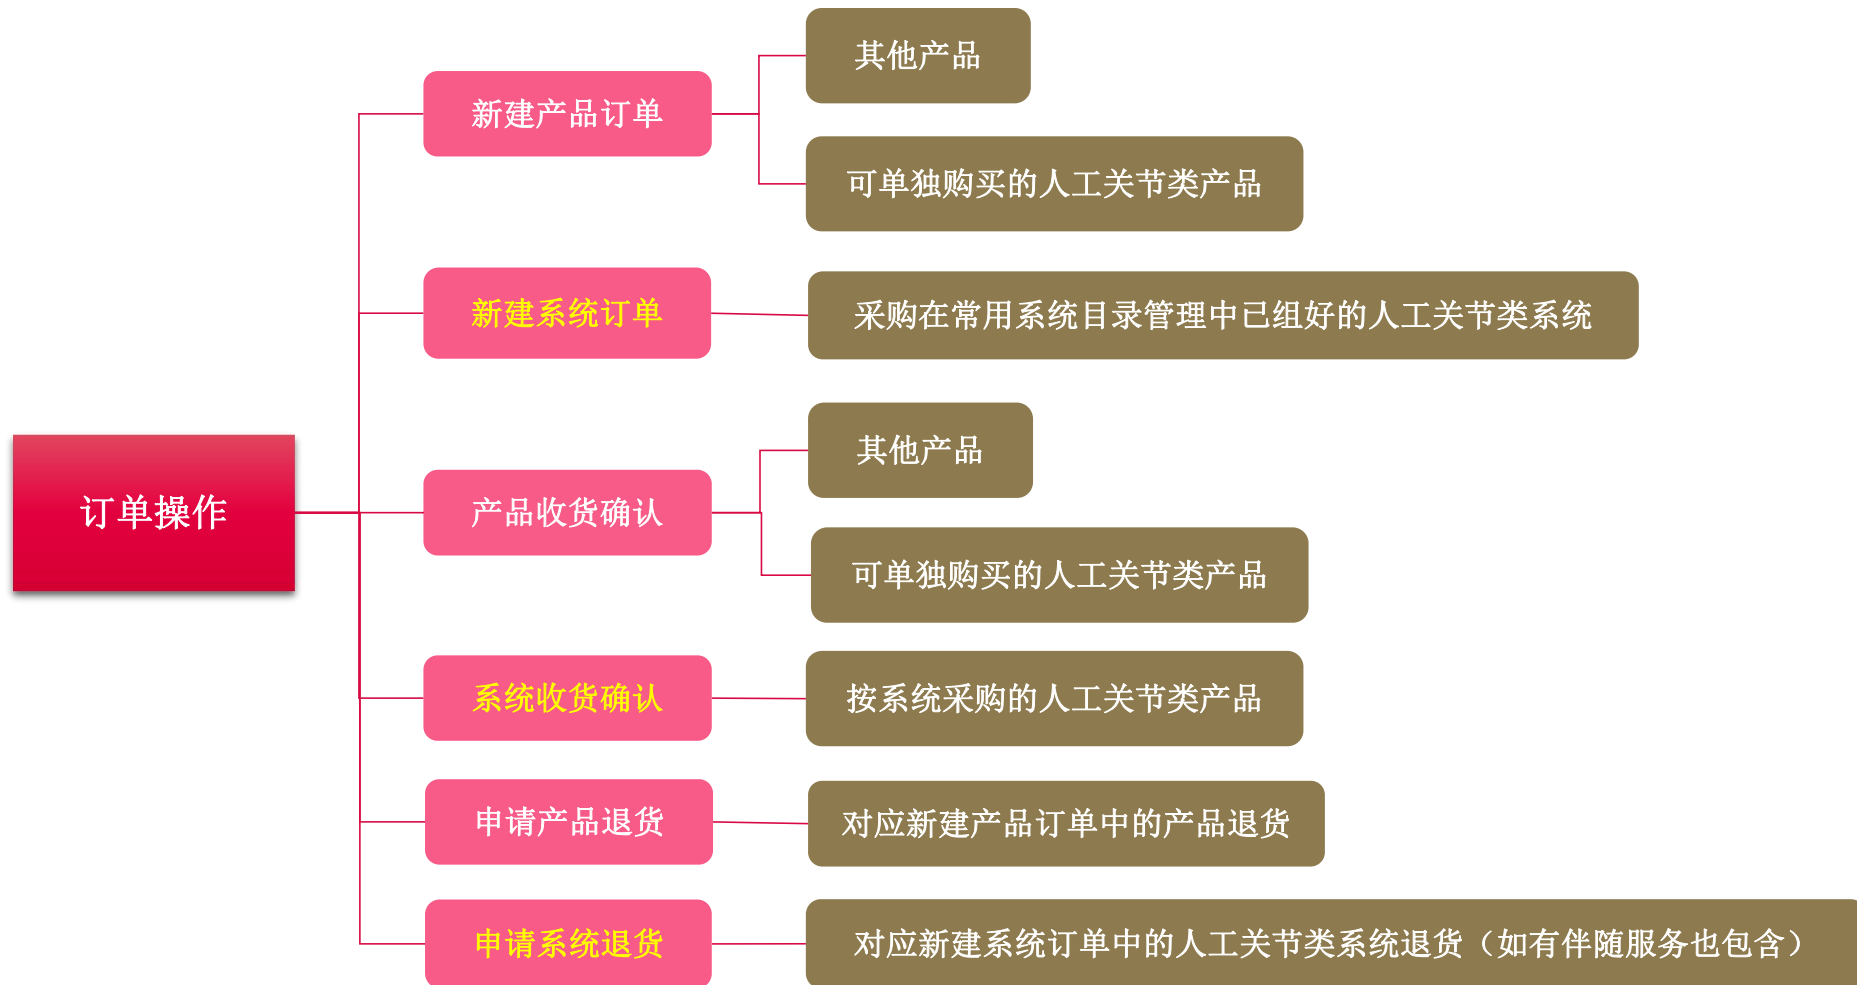 订单操作
新建产品订单
其他产品
可单独购买的人工关节类产品
新建系统订单
采购在常用系统目录管理中已组好的人工关节类系统
产品收货确认
其他产品
可单独购买的人工关节类产品
系统收货确认
按系统采购的人工关节类产品
申请产品退货
对应新建产品订单中的产品退货
申请系统退货
对应新建系统订单中的人工关节类系统退货（如有伴随服务也包含）